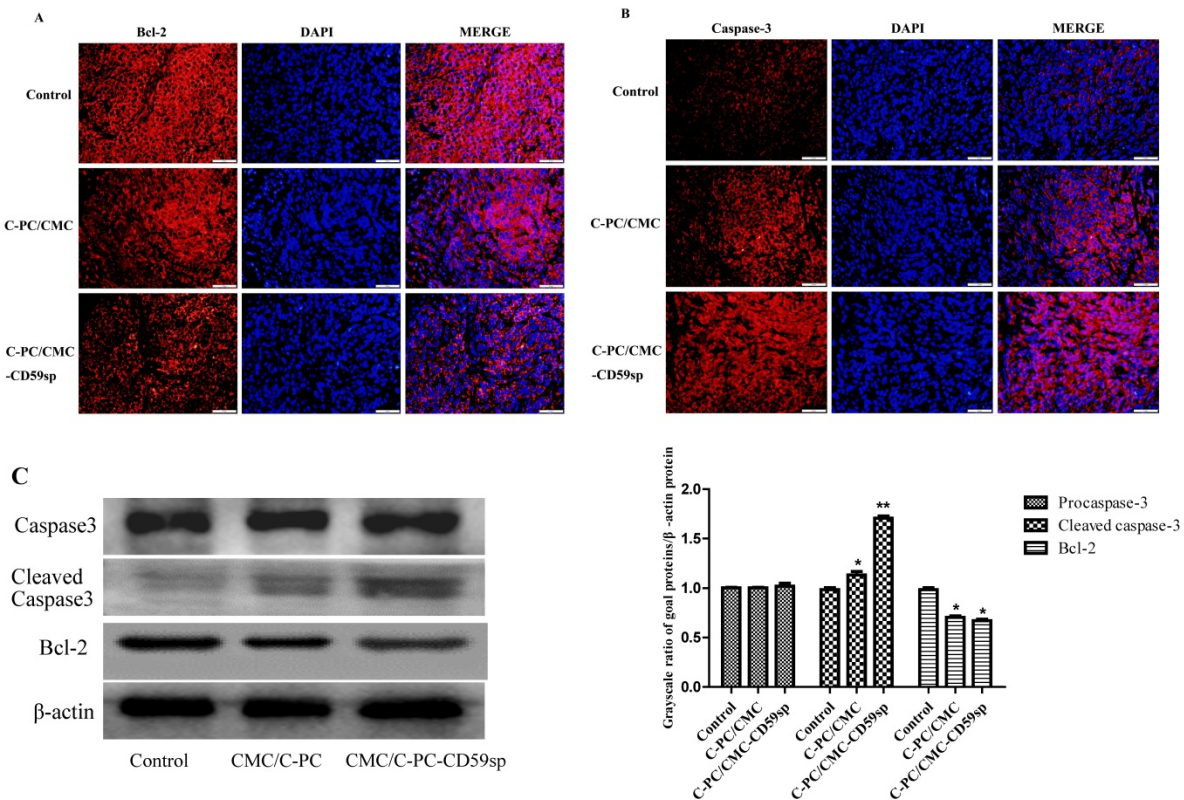 A
Bcl-2 DAPI MERGE
Control
C-PC/CMC
C-PC/CMC
-CD59sp
B
Caspase-3 DAPI MERGE
Control
C-PC/CMC
C-PC/CMC
-CD59sp
C
Caspase3
Cleaved
Caspase3
Bcl-2
β-actin
Control CMC/C-PC CMC/C-PC-CD59sp
Grayscale ratio of goal proteins/β -actin protein
2.0
1.5
1.0
0.5
0.0
* ** * *
Control
C-PC/CMC
C-PC/CMC-CD59sp
Control
C-PC/CMC
C-PC/CMC-CD59sp
Control
C-PC/CMC
C-PC/CMC-CD59sp
Procaspase-3
Cleaved caspase-3
Bcl-2